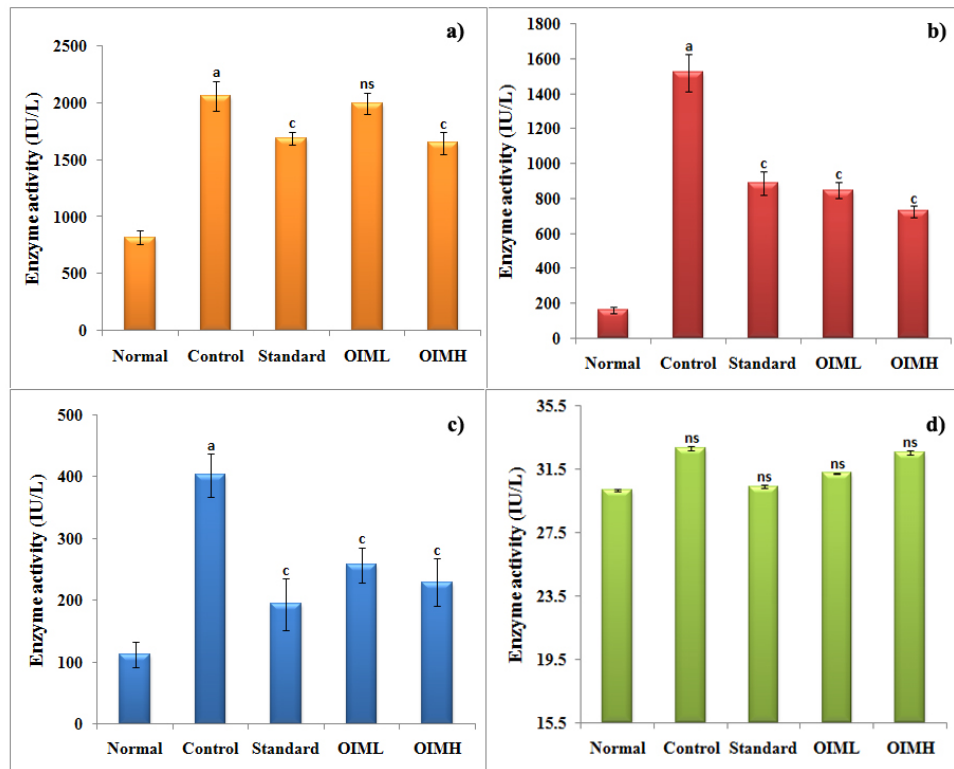 a)
Enzyme activity (IU/L)
2500
2000
1500
1000
500
0
a
c
ns
c
Normal Control Standard OIML OIMH
b)
Enzyme activity (IU/L)
1800
1600
1400
1200
1000
800
600
400
200
0
a
c
c
c
Normal Control Standard OIML OIMH
c)
Enzyme activity (IU/L)
500
400
300
200
100
0
a
c
c
c
Normal Control Standard OIML OIMH
d)
Enzyme activity (IU/L)
35.5
31.5
27.5
23.5
19.5
15.5
ns
ns
ns
ns
Normal Control Standard OIML OIMH